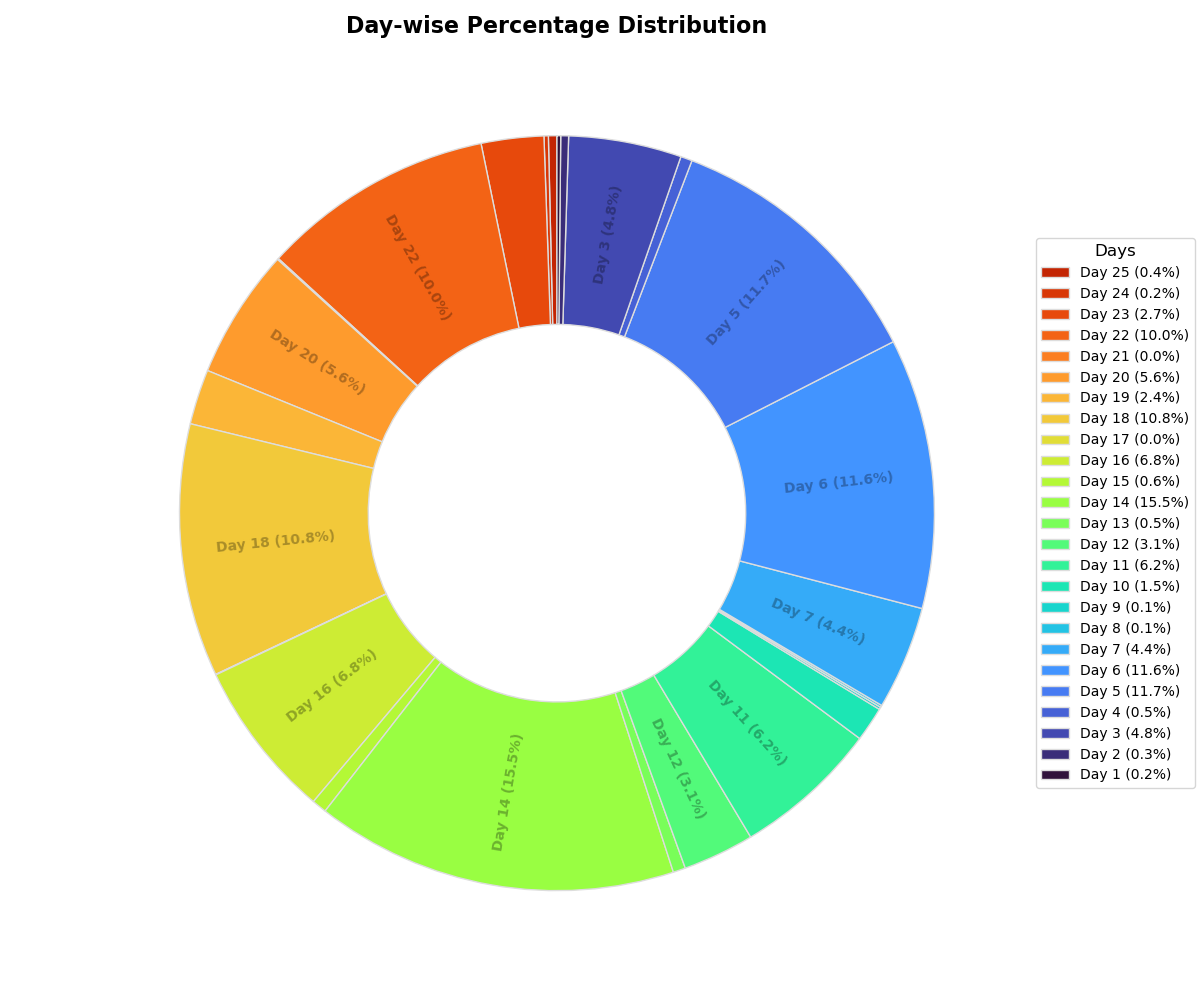 Day-wise Percentage Distribution
Day 3 (4.8%)
Day 5 (11.7%)
Day 6 (11.6%)
Day 7 (4.4%)
Day 11 (6.2%)
Day 12 (3.1%)
Day 14 (15.5%)
Day 16 (6.8%)
Day 18 (10.8%)
Day 20 (5.6%)
Day 22 (10.0%)
Days
Day 25 (0.4%)
Day 24 (0.2%)
Day 23 (2.7%)
Day 22 (10.0%)
Day 21 (0.0%)
Day 20 (5.6%)
Day 19 (2.4%)
Day 18 (10.8%)
Day 17 (0.0%)
Day 16 (6.8%)
Day 15 (0.6%)
Day 14 (15.5%)
Day 13 (0.5%)
Day 12 (3.1%)
Day 11 (6.2%)
Day 10 (1.5%)
Day 9 (0.1%)
Day 8 (0.1%)
Day 7 (4.4%)
Day 6 (11.6%)
Day 5 (11.7%)
Day 4 (0.5%)
Day 3 (4.8%)
Day 2 (0.3%)
Day 1 (0.2%)